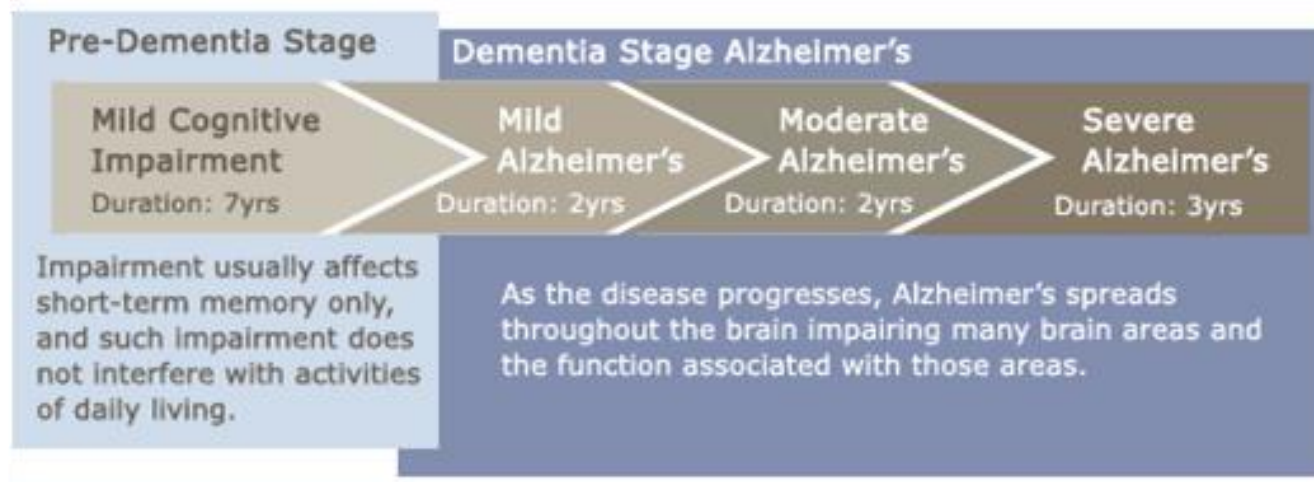 Pre-Dementia Stage
Dementia Stage Alzheimer's
Mild Cognitive
Impairment
Duration: 7yrs
Mild
Alzheimer's
Duration: 2yrs
Moderate
Alzheimer's
Duration: 2yrs
Severe
Alzheimer's
Duration: 3yrs
Impairment usually affects
short-term memory only,
and such impairment does
not interfere with activities
of daily living.
As the disease progresses, Alzheimer's spreads
throughout the brain impairing many brain areas and
the function associated with those areas.